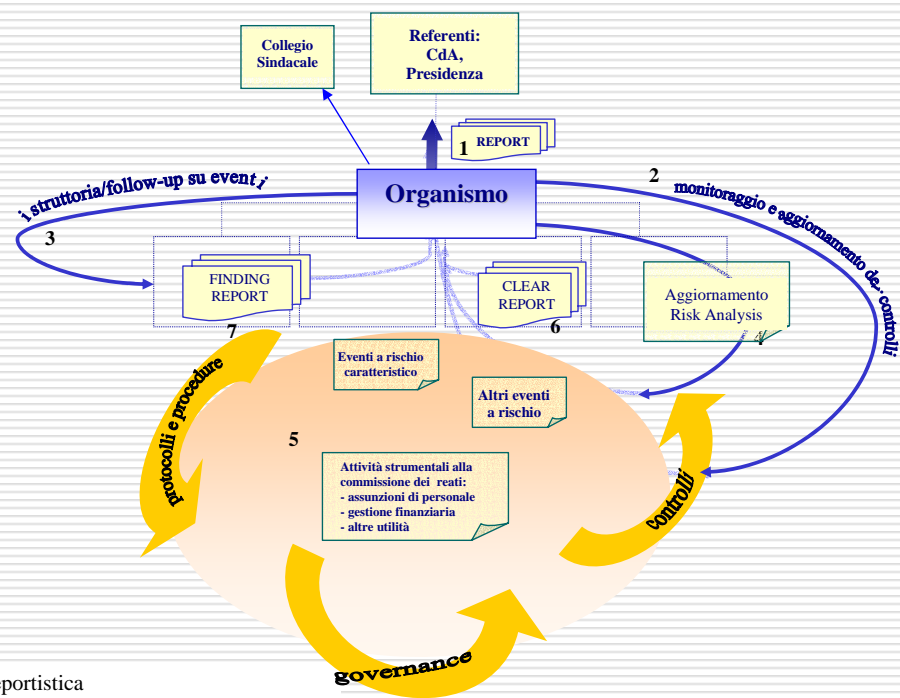 Collegio
Sindacale
Referenti:
CdA,
Presidenza
1 REPORT
Organismo
2
monitoraggio e aggiornamento de... controlli
i struttoria/follow-up su event i
3
FINDING
REPORT
7
CLEAR
REPORT
6
Aggiornamento
Risk Analysis
4
Eventi a rischio
caratteristico
Altri eventi
a rischio
5
Attività strumentali alla
commissione dei reati:
- assunzioni di personale
- gestione finanziaria
- altre utilità
protocolli e procedure
controlli
governance
eportistica